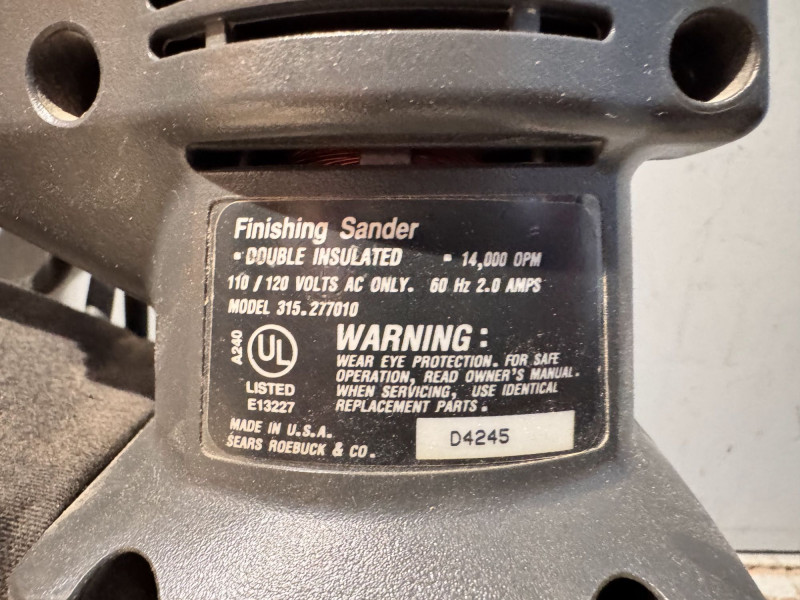 Finishing Sander
• DOUBLE INSULATED • 14,000 OPM
110 / 120 VOLTS AC ONLY. 60 Hz 2.0 AMPS
MODEL 315.277010
A240
UL
LISTED
E13227
WARNING:
WEAR EYE PROTECTION. FOR SAFE
OPERATION, READ OWNER'S MANUAL.
WHEN SERVICING, USE IDENTICAL
REPLACEMENT PARTS.
MADE IN U.S.A.
SEARS ROEBUCK & CO.
D4245